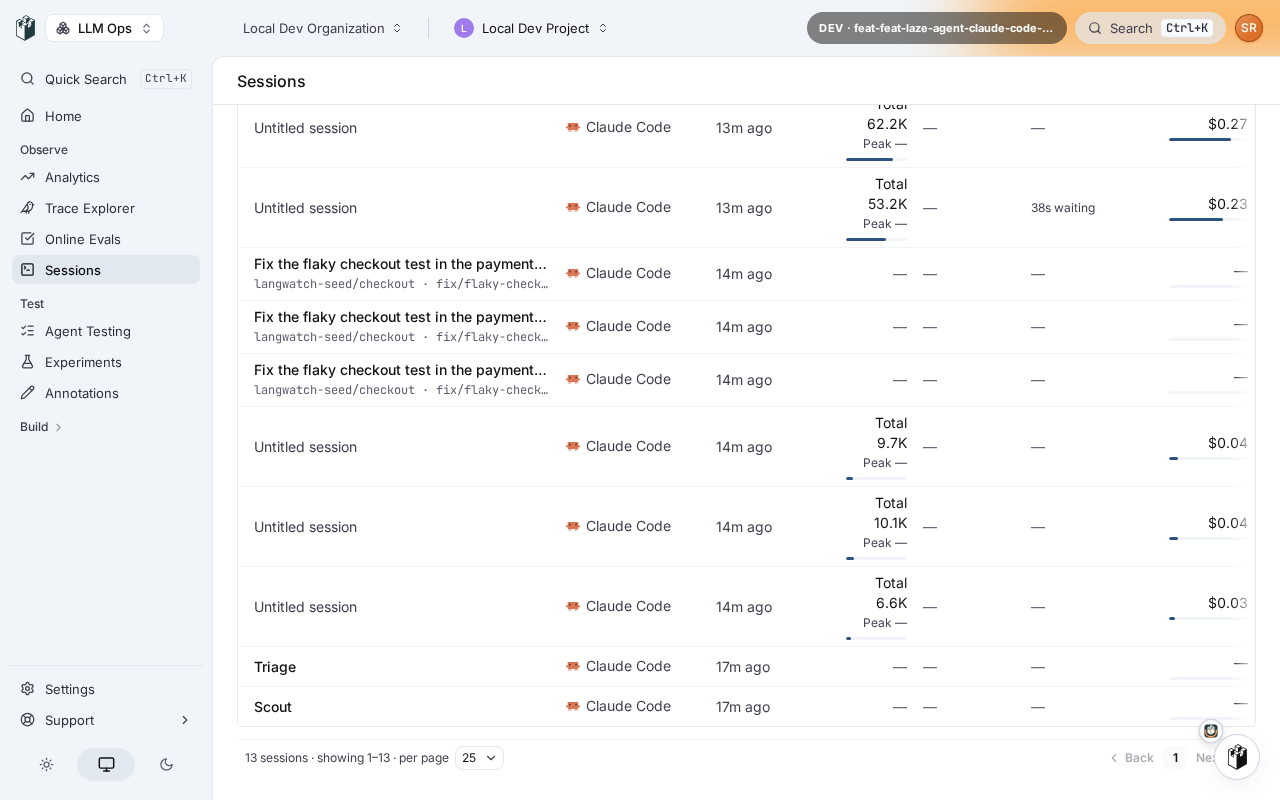 LLM Ops
Local Dev Organization
L
Local Dev Project
DEV · feat-feat-laze-agent-claude-code-…
Search Ctrl+K
SR
Quick Search Ctrl+K
Home
Observe
Analytics
Trace Explorer
Online Evals
Sessions
Test
Agent Testing
Experiments
Annotations
Build
Settings
Support
Sessions
Total
Untitled session Claude Code 13m ago 62.2K — — $0.27
Peak —
Total
Untitled session Claude Code 13m ago 53.2K — 38s waiting $0.23
Peak —
Fix the flaky checkout test in the payment… Claude Code 14m ago — — — —
langwatch-seed/checkout · fix/flaky-check…
Fix the flaky checkout test in the payment… Claude Code 14m ago — — — —
langwatch-seed/checkout · fix/flaky-check…
Fix the flaky checkout test in the payment… Claude Code 14m ago — — — —
langwatch-seed/checkout · fix/flaky-check…
Total
Untitled session Claude Code 14m ago 9.7K — — $0.04
Peak —
Total
Untitled session Claude Code 14m ago 10.1K — — $0.04
Peak —
Total
Untitled session Claude Code 14m ago 6.6K — — $0.03
Peak —
Triage Claude Code 17m ago — — — —
Scout Claude Code 17m ago — — — —
13 sessions · showing 1–13 · per page 25
Back 1